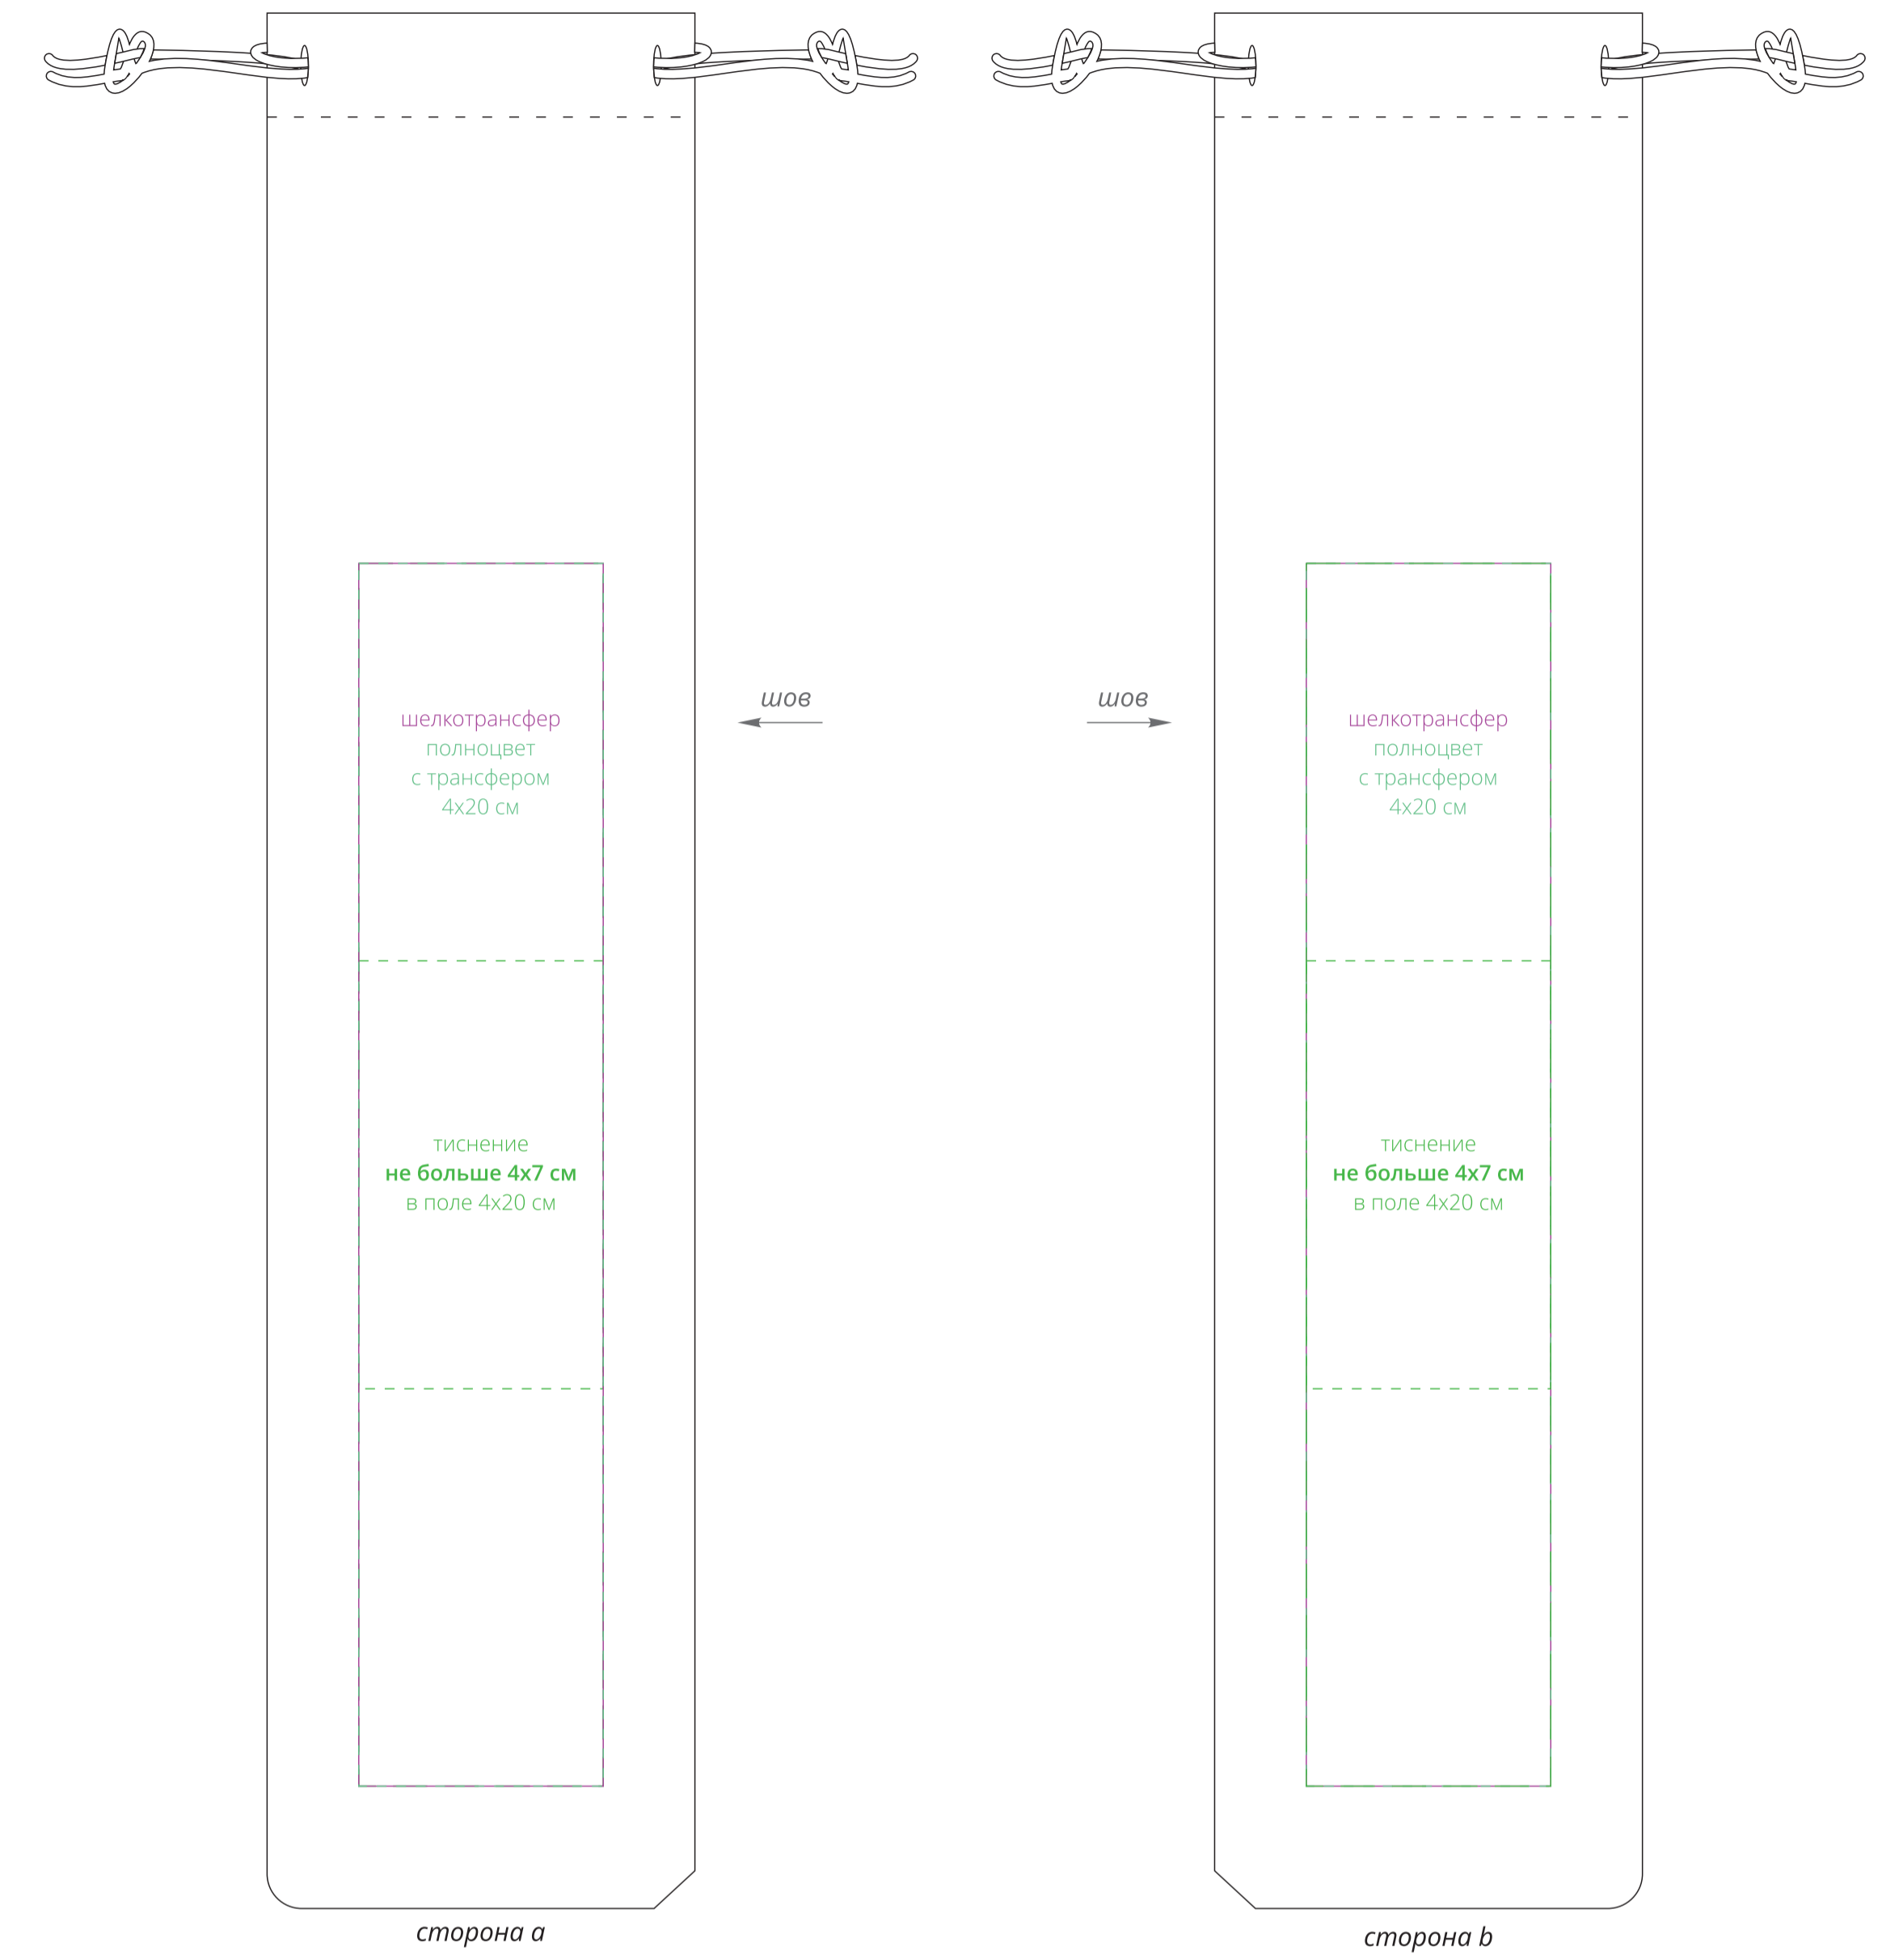 шов
шелкотрансфер
полноцвет
с трансфером
4х20 см
тиснение
не больше 4х7 см
в поле 4х20 см
сторона a
шов
шелкотрансфер
полноцвет
с трансфером
4х20 см
тиснение
не больше 4х7 см
в поле 4х20 см
сторона b